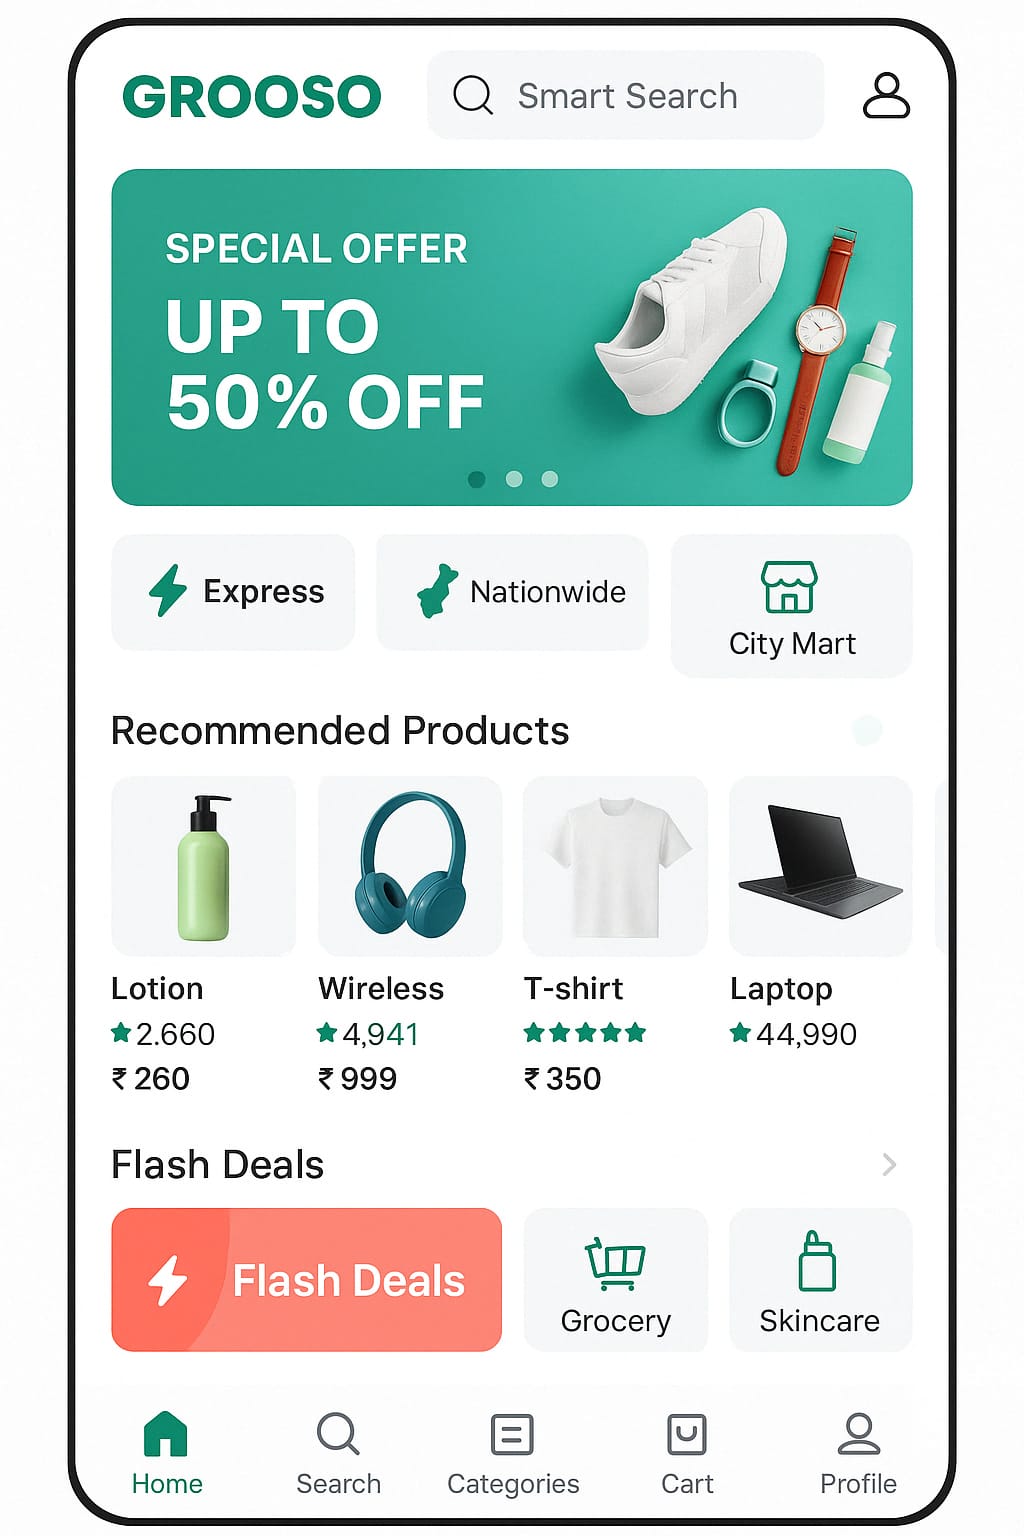 GROOSO
Smart Search
SPECIAL OFFER
UP TO
50% OFF
Express
Nationwide
City Mart
Recommended Products
Lotion
2.660
₹ 260
Wireless
4,941
₹ 999
T-shirt
₹ 350
Laptop
44,990
Flash Deals
Flash Deals
Grocery
Skincare
Home
Search
Categories
Cart
Profile